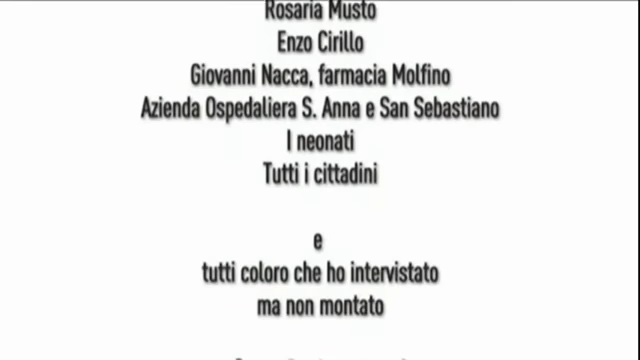 Rosaria Musto
Enzo Cirillo
Giovanni Nacca, farmacia Molfino
Azienda Ospedaliera S. Anna e San Sebastiano
I neonati
Tutti i cittadini
e
tutti coloro che ho intervistato
ma non montato